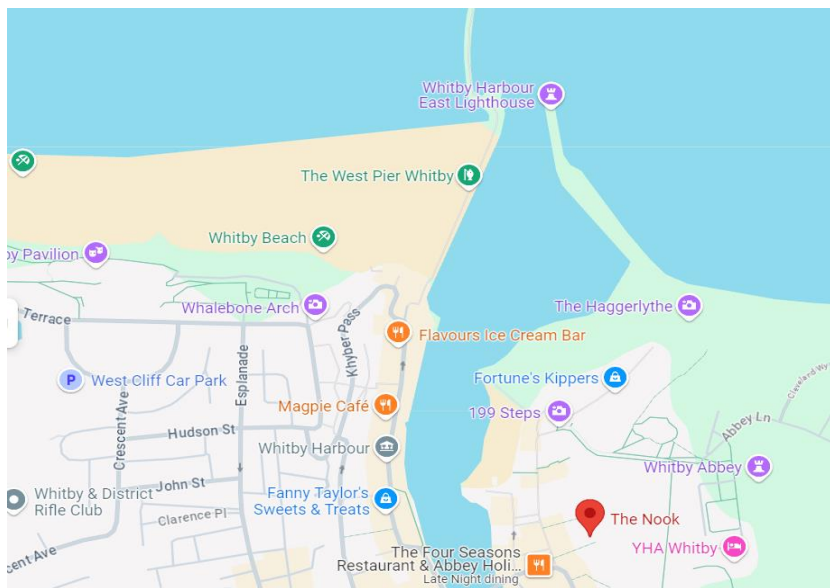 Whitby Harbour
East Lighthouse
The West Pier Whitby
Whitby Beach
by Pavilion
Whalebone Arch
The Haggerlythe
Terrace
Khyber Pass
Flavours Ice Cream Bar
Esplanade
Crescent Ave
P
West Cliff Car Park
Fortune's Kippers
Magpie Café
199 Steps
Abbey Ln
Hudson St
Whitby Harbour
Whitby Abbey
John St
Whitby & District
Rifle Club
Fanny Taylor's
Sweets & Treats
Clarence Pl
The Nook
YHA Whitby
The Four Seasons
Restaurant & Abbey Holi...
Late Night dining
cent Ave